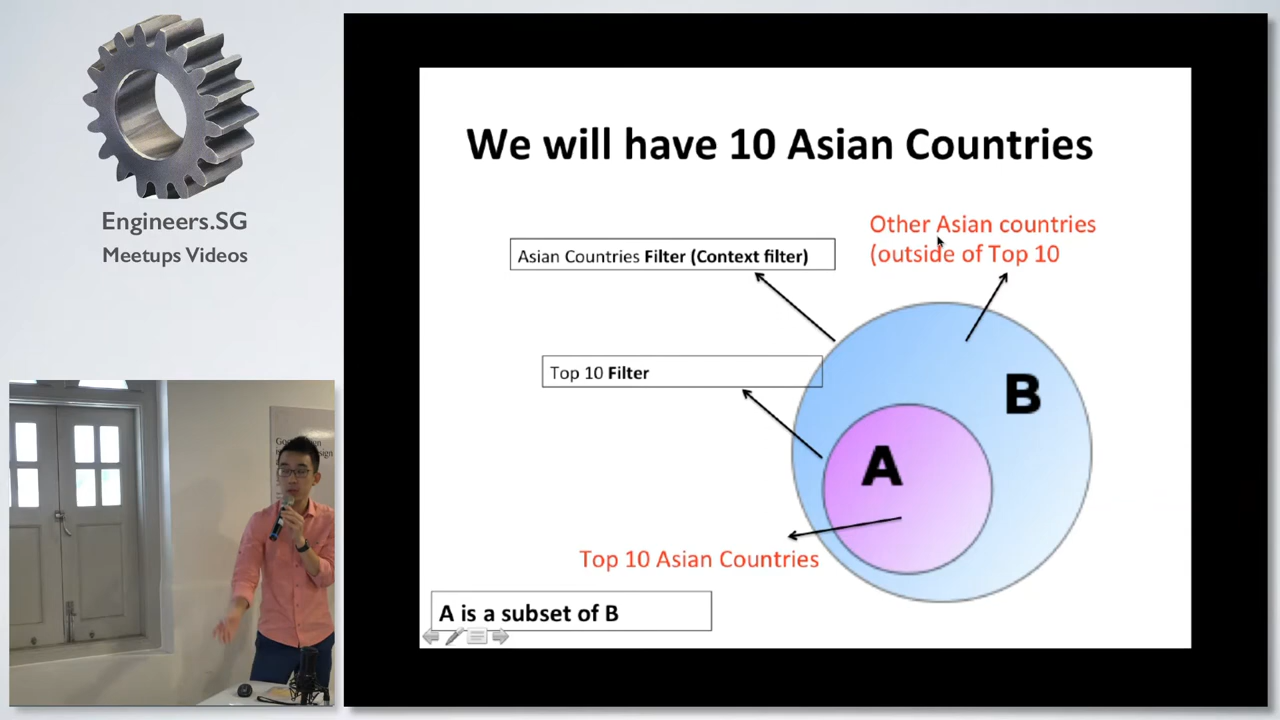 Engineers.SG
Meetups Videos
We will have 10 Asian Countries
Other Asian countries
(outside of Top 10
Asian Countries Filter (Context filter)
Top 10 Filter
B
A
Top 10 Asian Countries
A is a subset of B